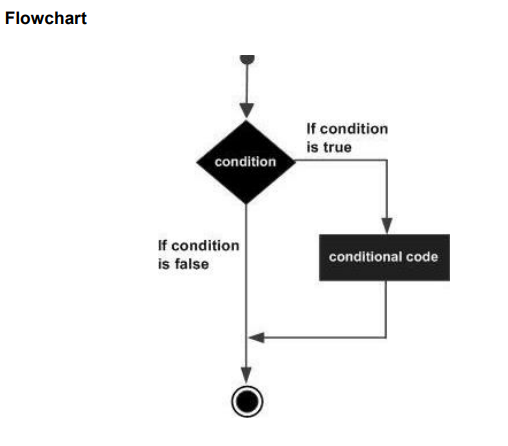 Flowchart
If condition
is true
condition
If condition
is false
conditional code